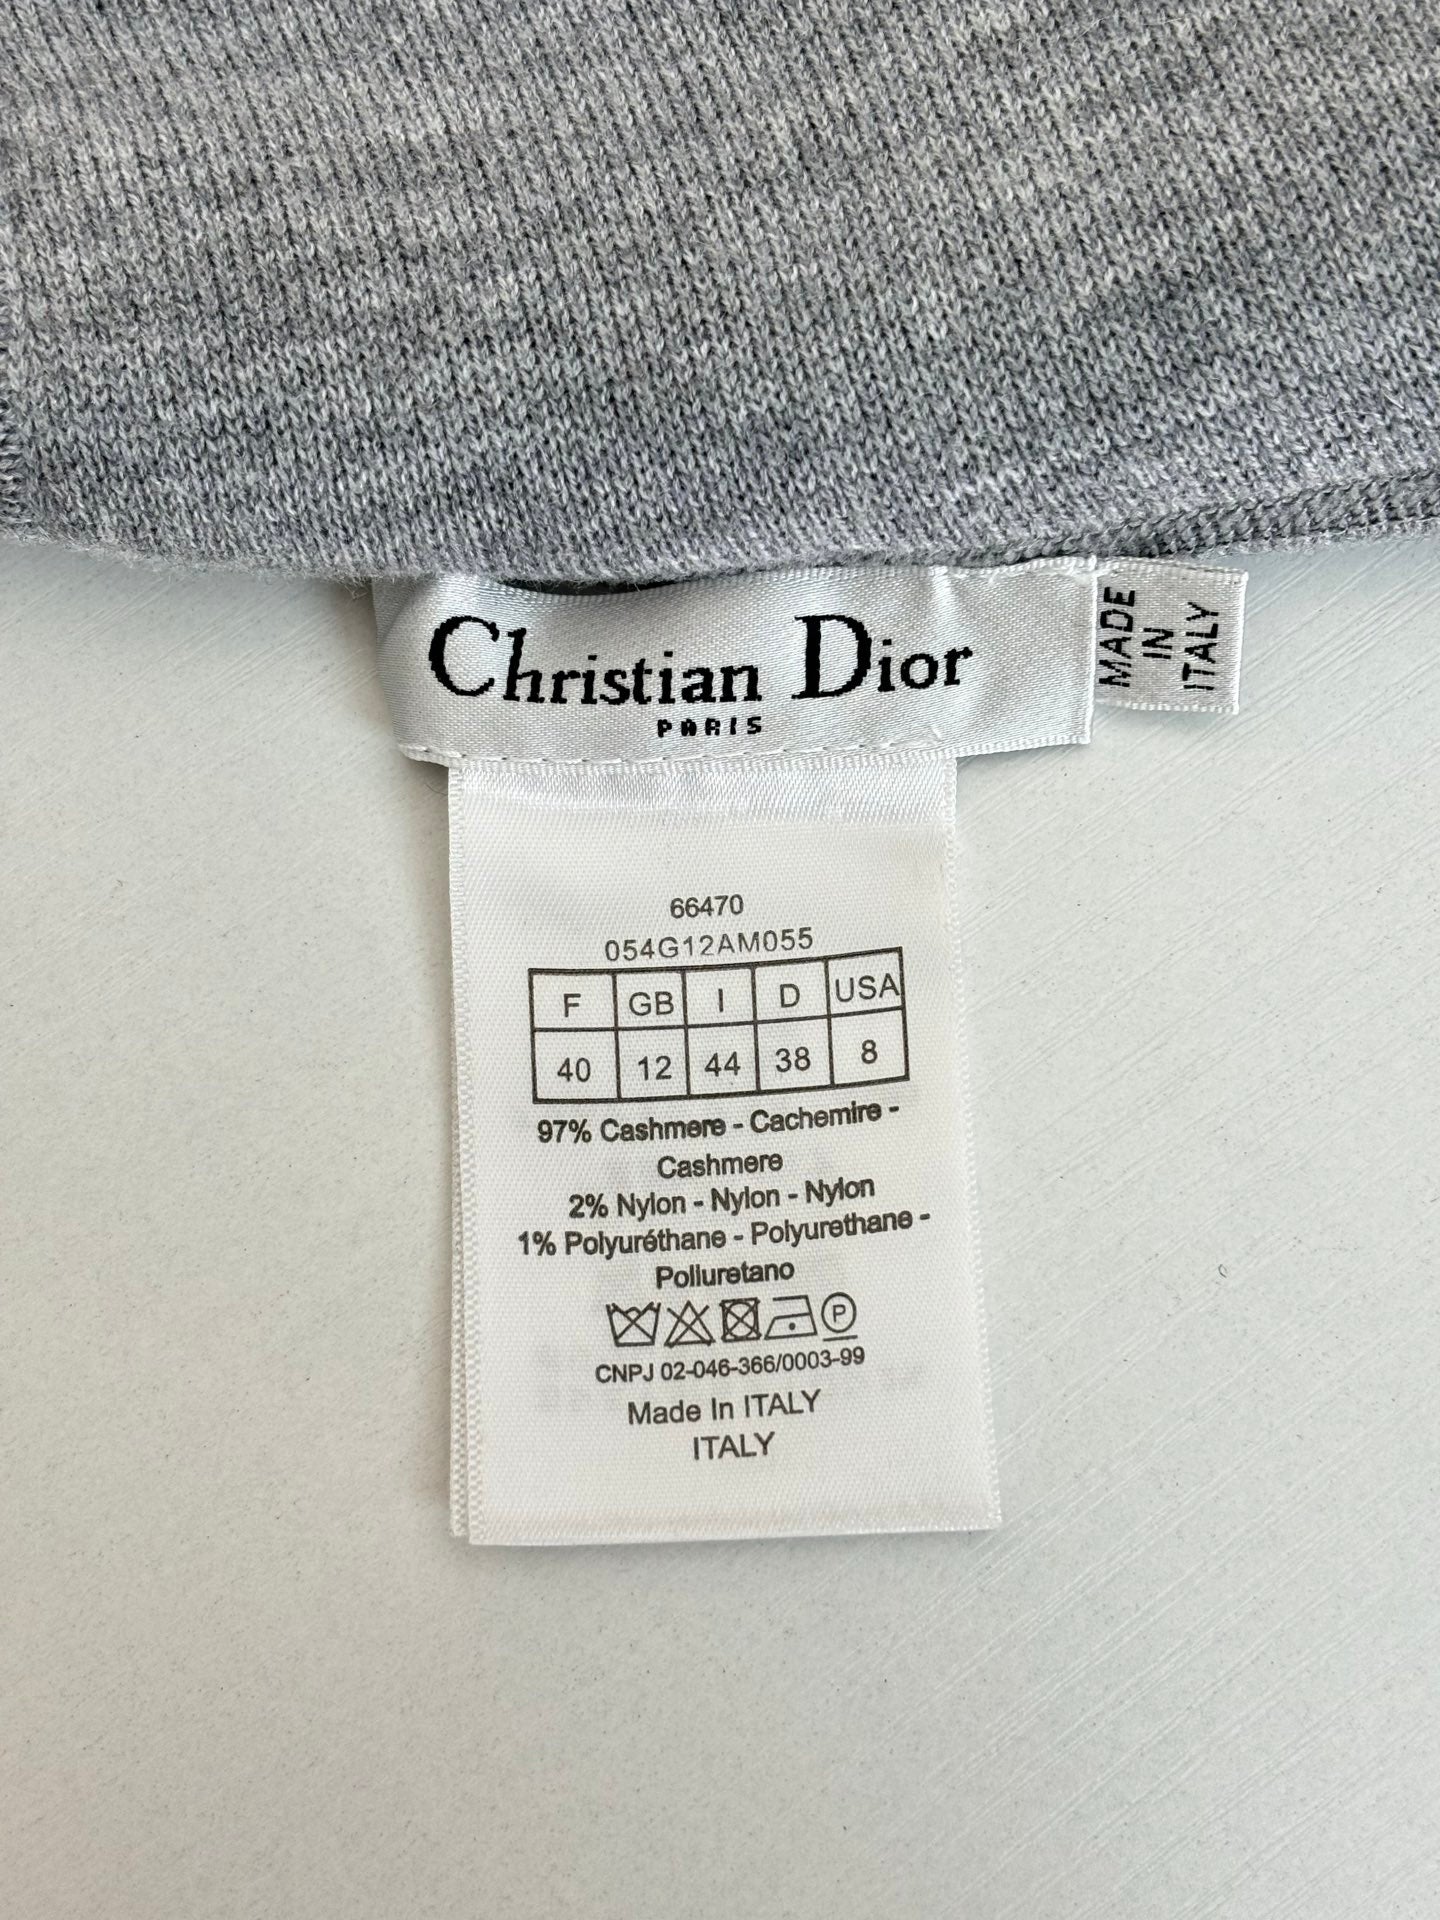 Christian Dior
PARIS
MADE
IN
ITALY
66470
054G12AM055
F GB I D USA
40 12 44 38 8
97% Cashmere - Cachemire -
Cashmere
2% Nylon - Nylon - Nylon
1% Polyuréthane - Polyurethane -
Poliuretano
P
CNPJ 02-046-366/0003-99
Made In ITALY
ITALY